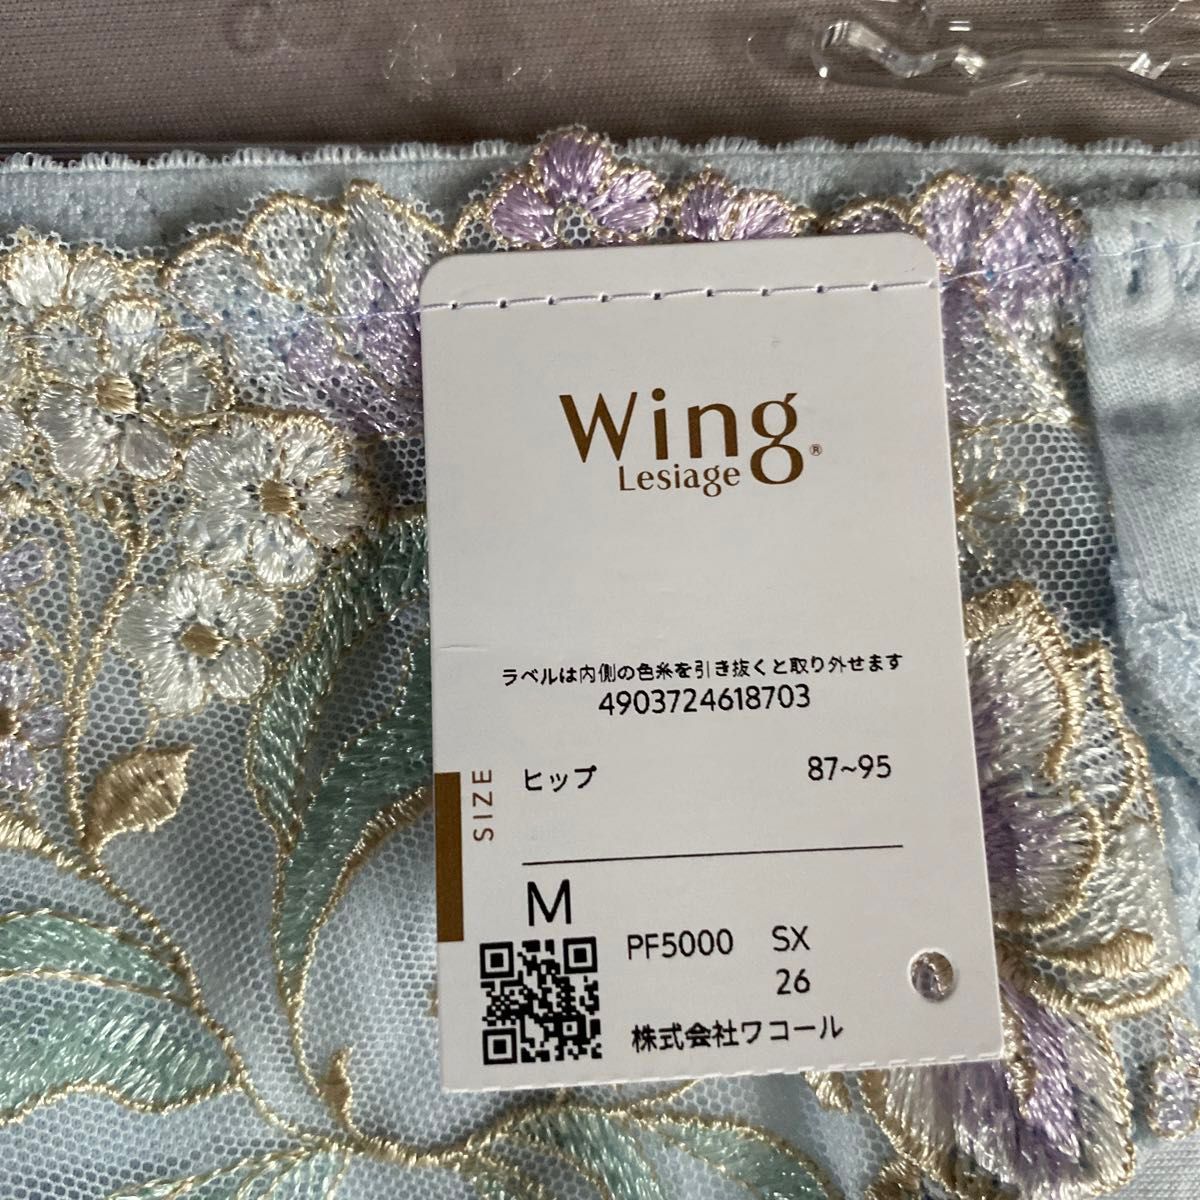 Wing®
Lesiage
ラベルは内側の色糸を引き抜くと取り外せます
4903724618703
SIZE
ヒップ 87~95
M
PF5000 SX
26
株式会社ワコール